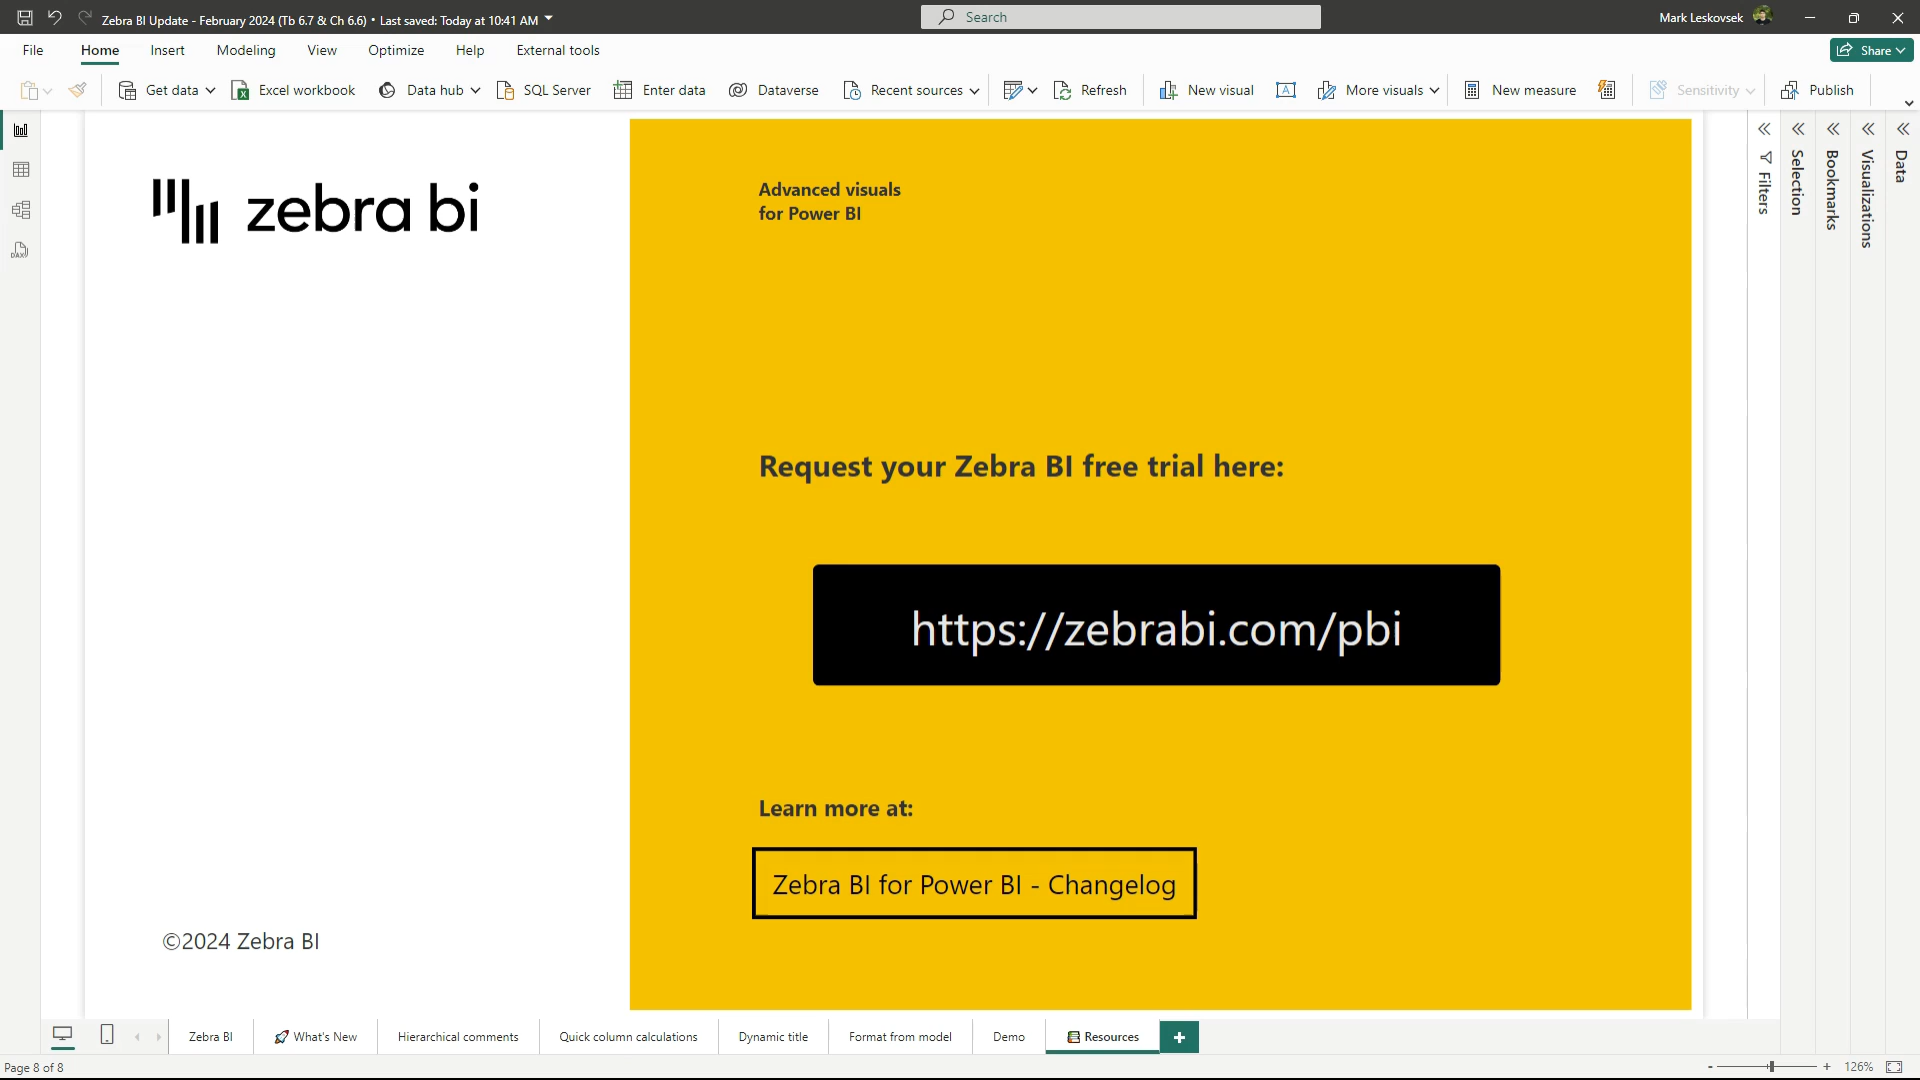 Zebra BI Update - February 2024 (Tb 6.7 & Ch 6.6) • Last saved: Today at 10:41 AM
Search
Mark Leskovsek
File Home Insert Modeling View Optimize Help External tools
Share
Get data Excel workbook Data hub SQL Server Enter data Dataverse Recent sources Refresh New visual More visuals New measure Sensitivity Publish
zebra bi
Advanced visuals
for Power BI
Request your Zebra BI free trial here:
https://zebrabi.com/pbi
Learn more at:
Zebra BI for Power BI - Changelog
©2024 Zebra BI
Filters
Selection
Bookmarks
Visualizations
Data
DAX
Zebra BI What's New Hierarchical comments Quick column calculations Dynamic title Format from model Demo Resources
Page 8 of 8
126%